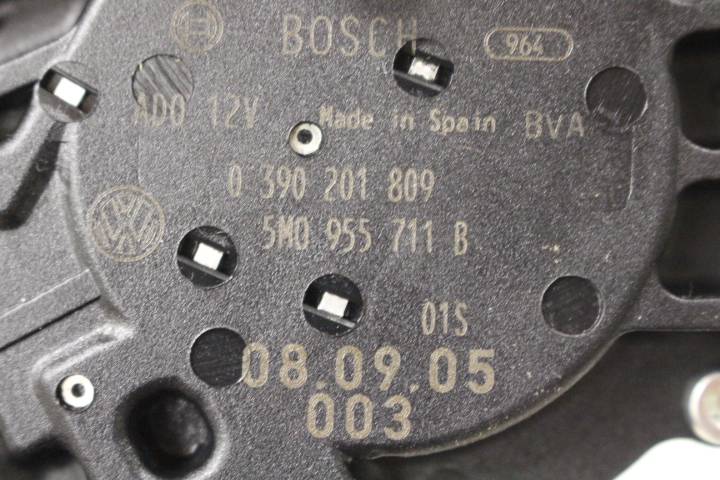 BOSCH 964
AD0 12V Made in Spain BVA
0 390 201 809
5M0 955 711 B
01S
08.09.05
003